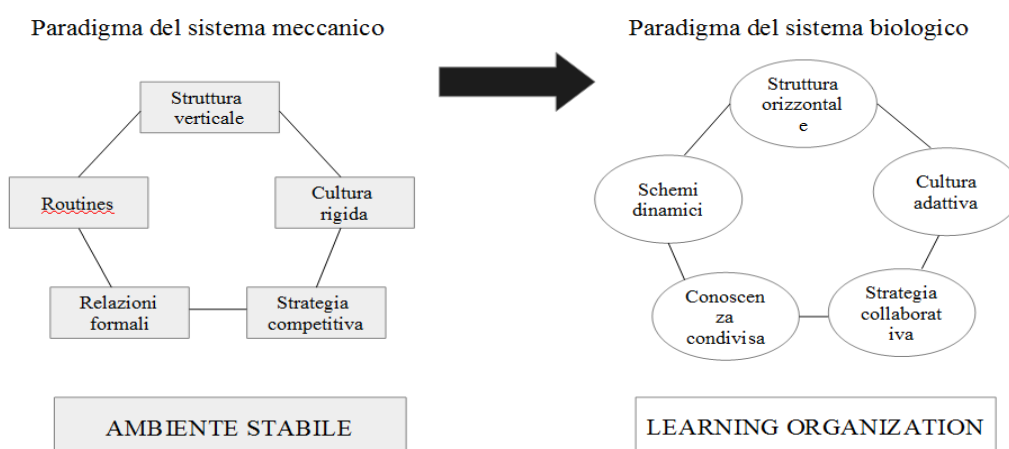 Paradigma del sistema meccanico
Struttura
verticale
Routines
Cultura
rigida
Relazioni
formali
Strategia
competitiva
AMBIENTE STABILE
Paradigma del sistema biologico
Struttura
orizzontal
e
Schemi
dinamici
Cultura
adattiva
Conoscen
za
condivisa
Strategia
collaborat
iva
LEARNING ORGANIZATION